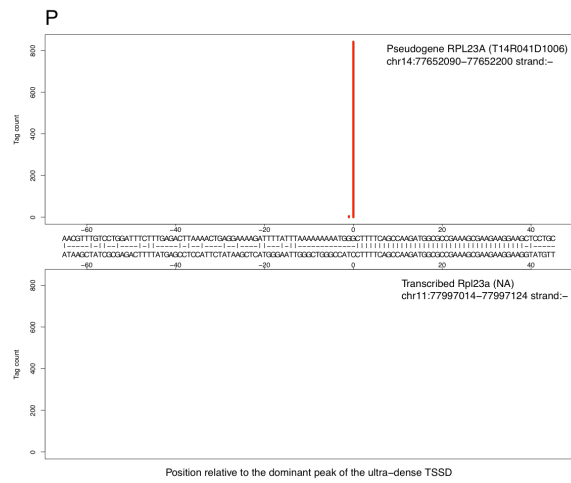 P
Pseudogene RPL23A (T14R041D1006)
chr14:77652090−77652200 strand:−
Tag count
0 200 400 600 800
−60 −40 −20 0 20 40
AACGTTTGTCCTGGATTTCTTTGAGACTTAAAACTGAGGAAAAGATTTTATTTAAAAAAAAATGGGCTTTTCAGCCAAGATGGCGCCGAAAGCGAAGAAGGAAGCTCCTGC
ATAAGCTATCGCGAGACTTTTATGAGCCTCCATTCTATAAGCTCATGGGAATTGGGCTGGGCCATCCTTTTCAGCCAAGATGGCGCCGAAAGCGAAGAAGGAAGGTATGTT
−60 −40 −20 0 20 40
Transcribed Rpl23a (NA)
chr11:77997014−77997124 strand:−
Tag count
0 200 400 600 800
Position relative to the dominant peak of the ultra−dense TSSD